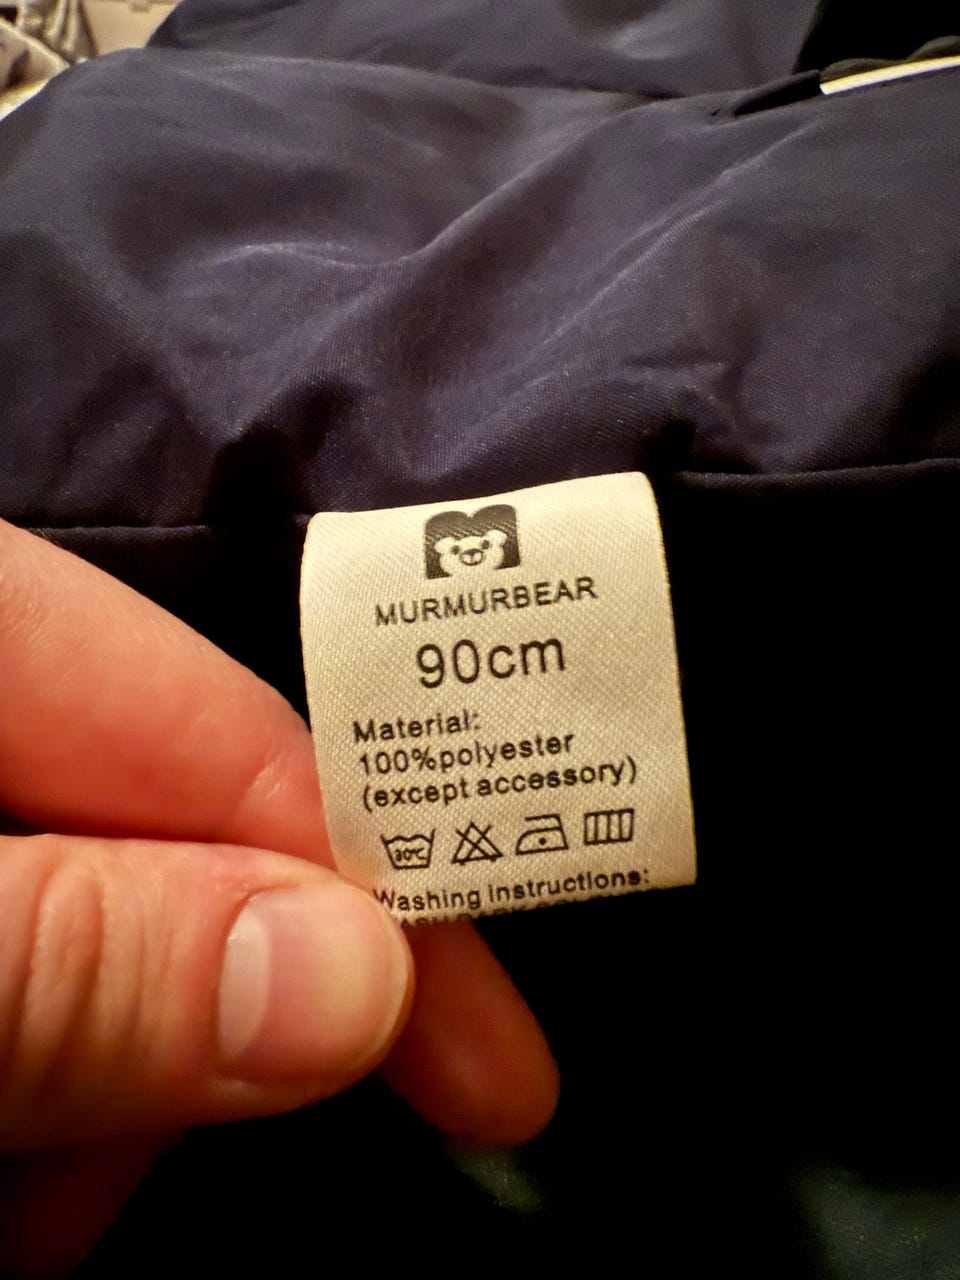 MURMURBEAR
90cm
Material:
100%polyester
(except accessory)
30°C
Washing instructions: